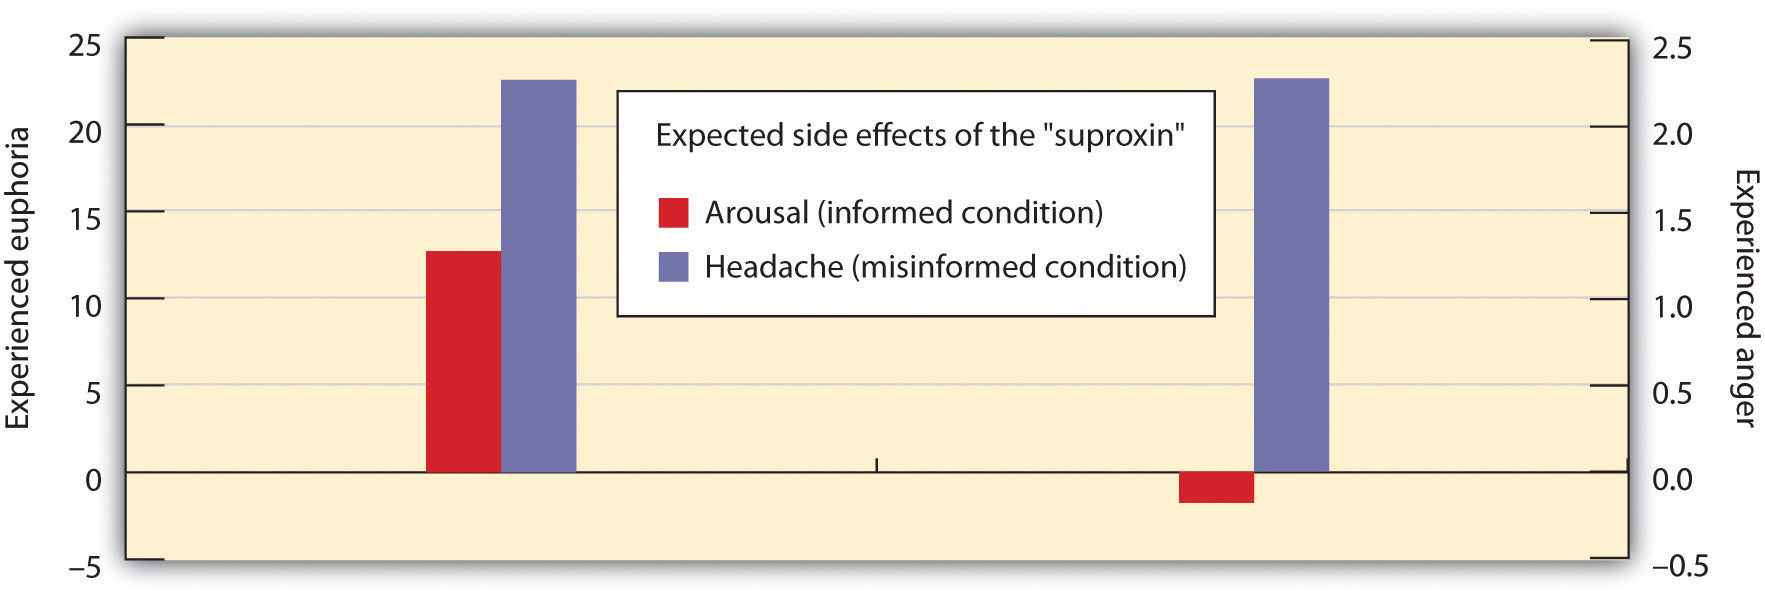 Experienced euphoria
25
20
15
10
5
0
–5
Expected side effects of the "suproxin"
Arousal (informed condition)
Headache (misinformed condition)
2.5
2.0
1.5
1.0
0.5
0.0
–0.5
Experienced anger